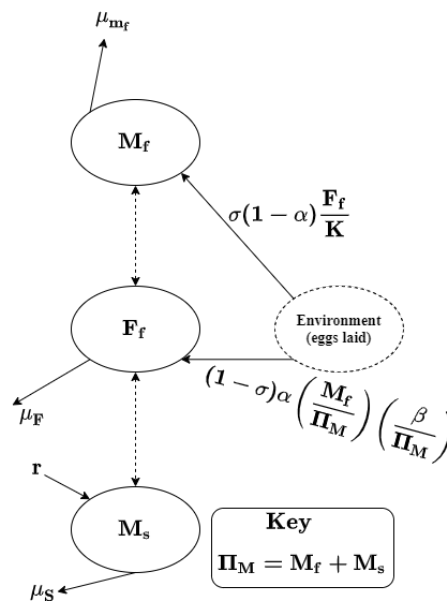 μ_{m_f}
M_f
σ(1 − α) F_f / K
Environment
(eggs laid)
F_f
(1 − σ)α (M_f / Π_M) (β / Π_M)
μ_F
r
M_s
μ_S
Key
Π_M = M_f + M_s